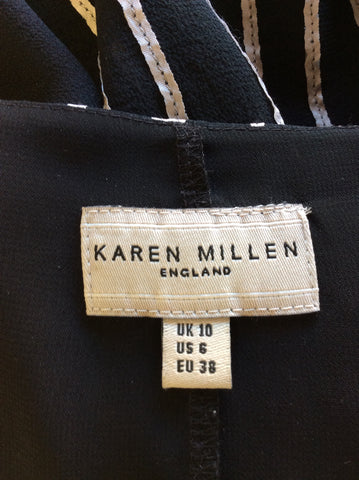 KAREN MILLEN
ENGLAND
UK 10
US 6
EU 38